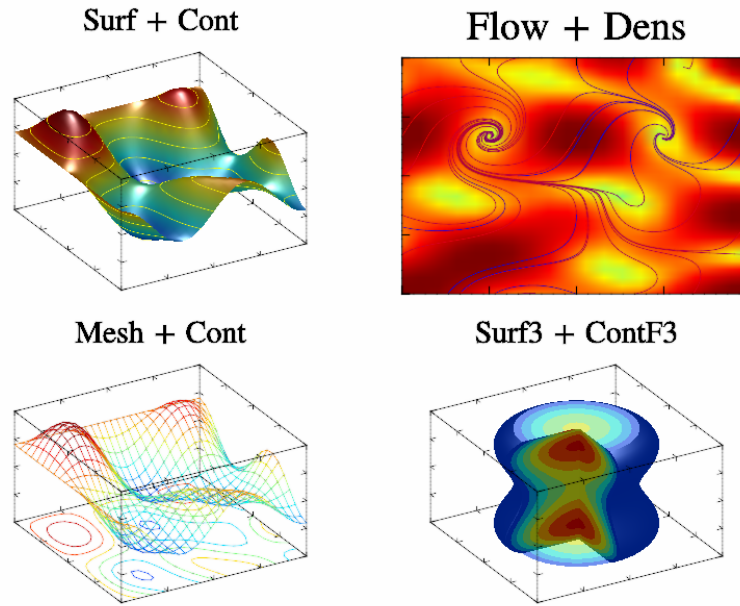 Surf + Cont
Flow + Dens
Mesh + Cont
Surf3 + ContF3